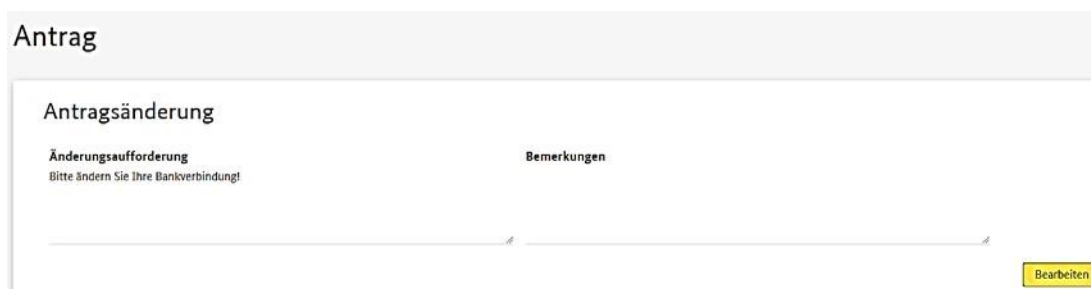 Antrag
Antragsänderung
Änderungsaufforderung
Bitte ändern Sie Ihre Bankverbindung!
Bemerkungen
Bearbeiten